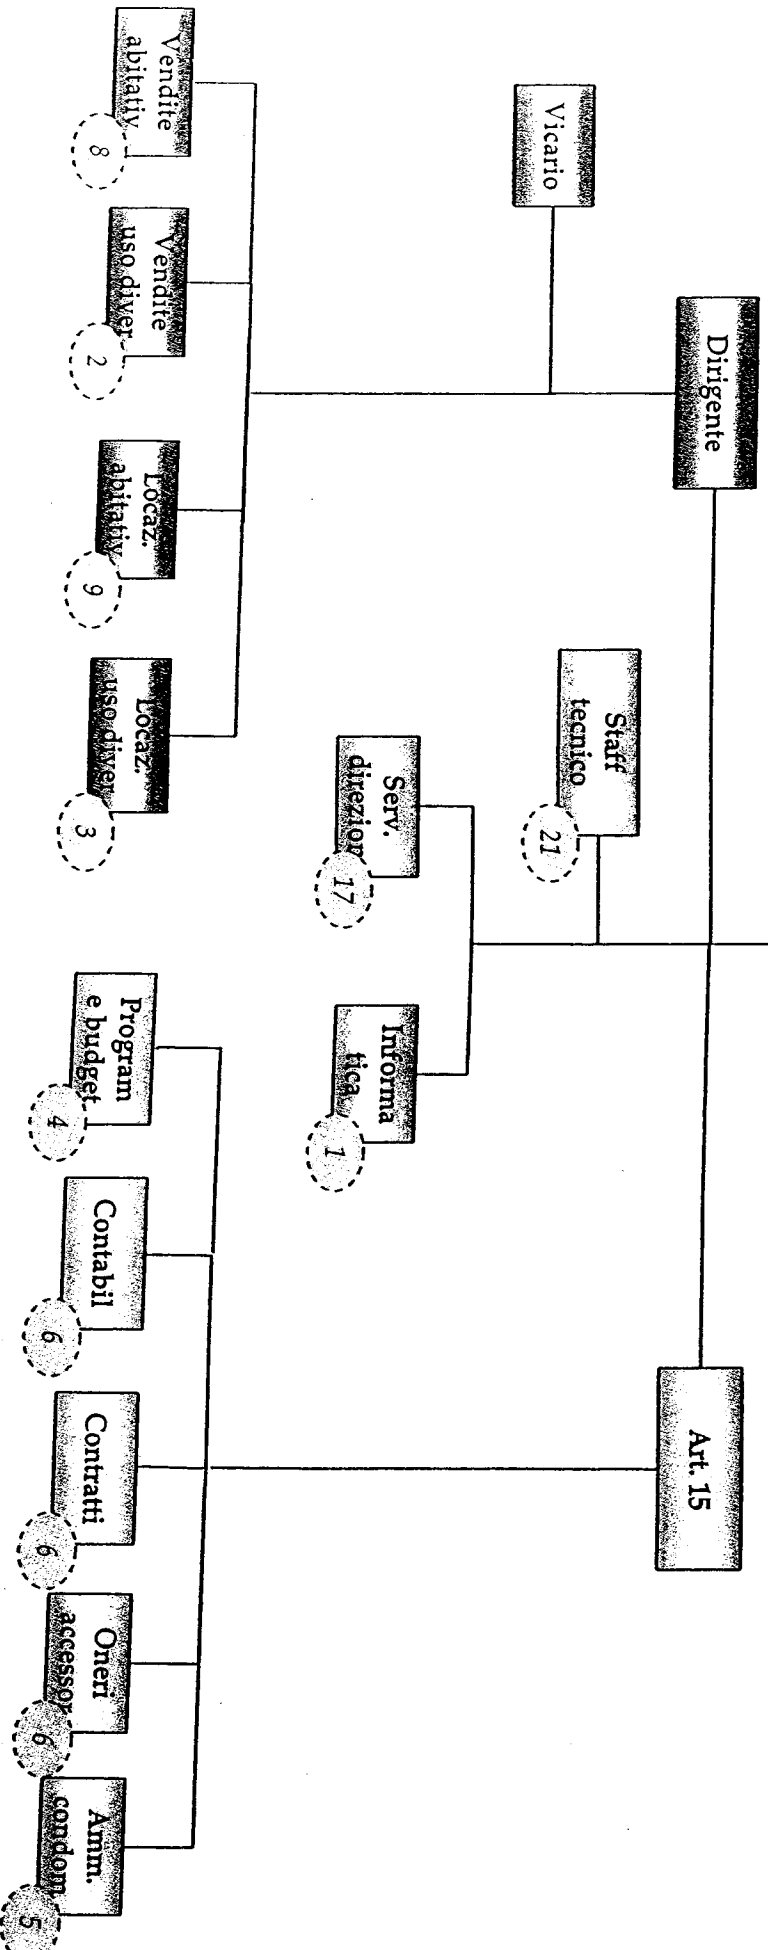 Dirigente
Art. 15
Vicario
Staff
tecnico
21
Serv.
direzion
17
Informa
tica
1
Vendite
abitativ
8
Vendite
uso diver
2
Locaz.
abitativ
9
Locaz.
uso diver
3
Program
e budget
4
Contabil
6
Contratti
6
Oneri
accessor
6
Amm.
condom
5